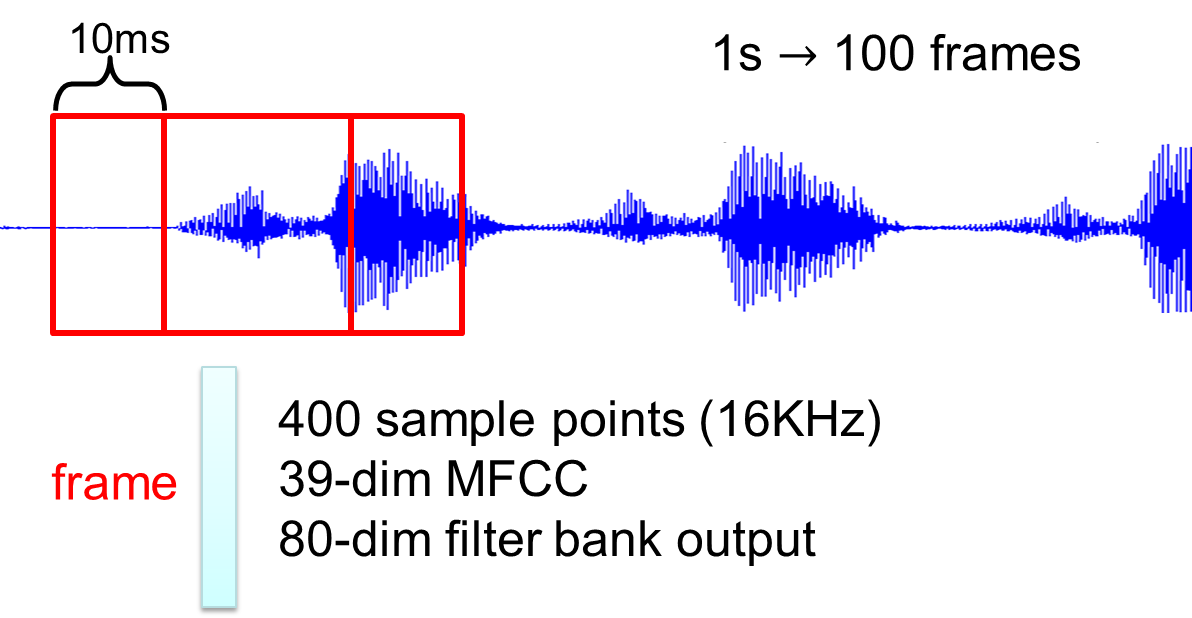 10ms
1s → 100 frames
400 sample points (16KHz)
39-dim MFCC
frame
80-dim filter bank output